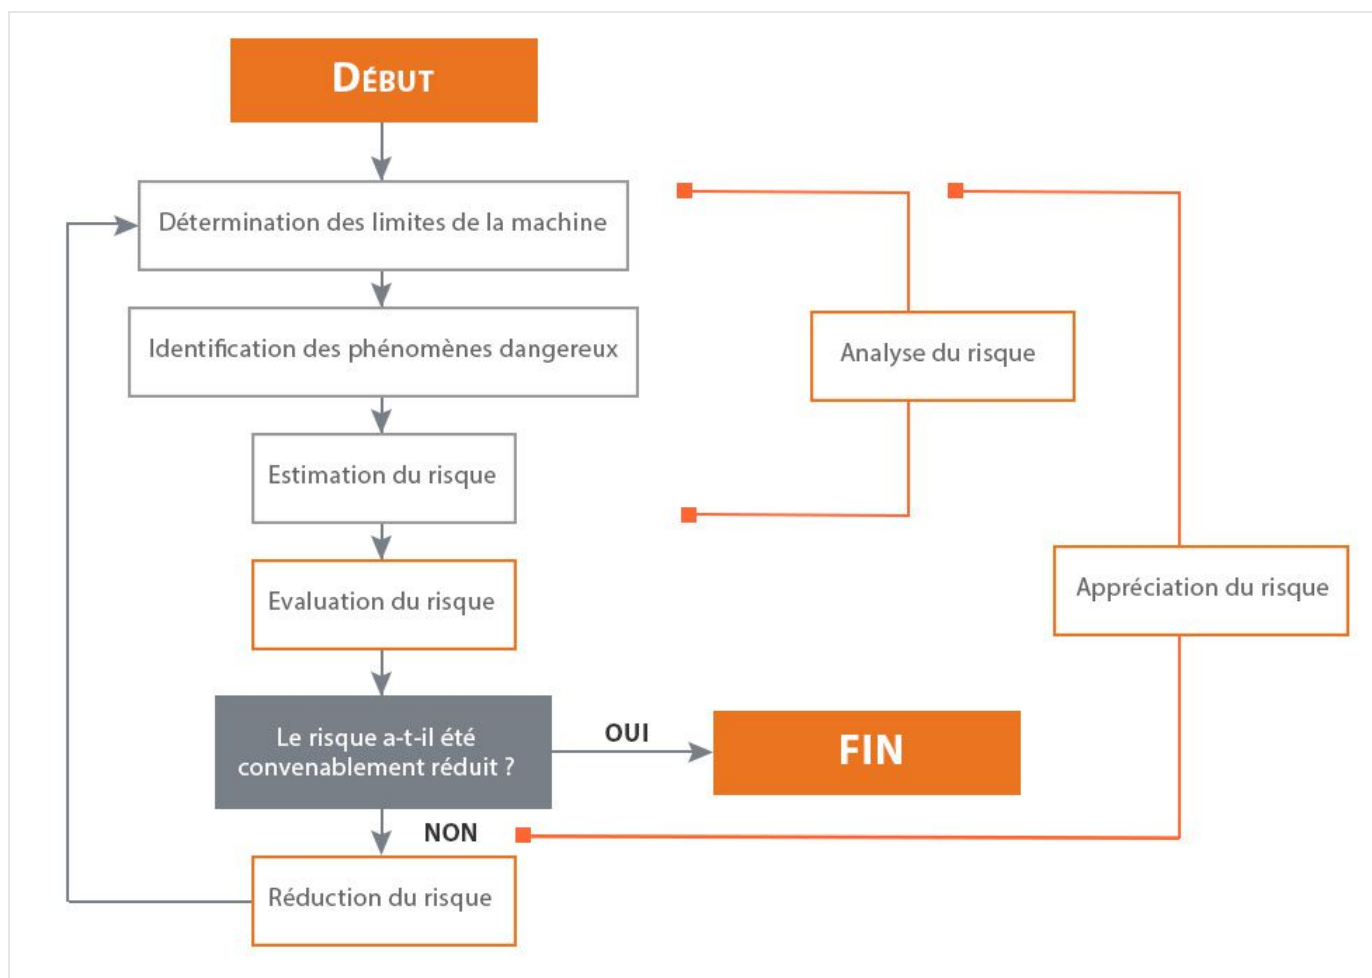 DÉBUT
Détermination des limites de la machine
Identification des phénomènes dangereux
Analyse du risque
Estimation du risque
Evaluation du risque
Appréciation du risque
Le risque a-t-il été
convenablement réduit ?
OUI
FIN
NON
Réduction du risque